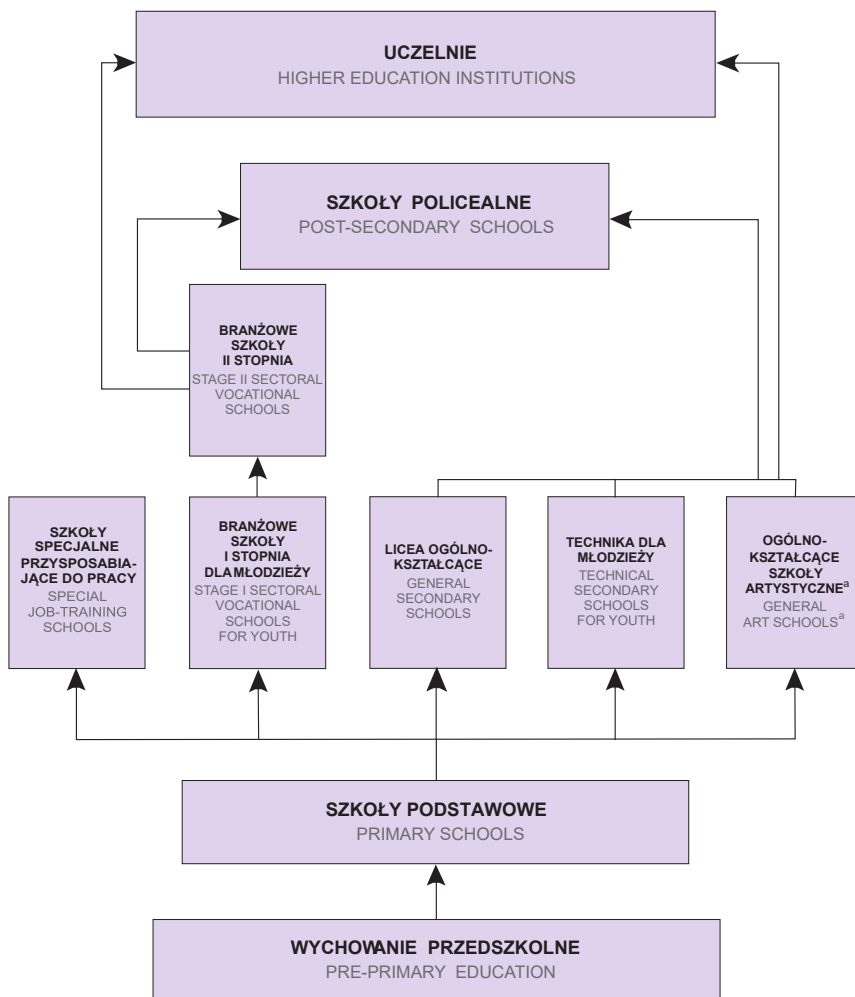 UCZELNIE
HIGHER EDUCATION INSTITUTIONS
SZKOŁY POLICEALNE
POST-SECONDARY SCHOOLS
BRANŻOWE
SZKOŁY
II STOPNIA
STAGE II SECTORAL
VOCATIONAL
SCHOOLS
SZKOŁY
SPECJALNE
PRZYSPOSABIA-
JĄCE DO PRACY
SPECIAL
JOB-TRAINING
SCHOOLS
BRANŻOWE
SZKOŁY
I STOPNIA
DLA MŁODZIEŻY
STAGE I SECTORAL
VOCATIONAL
SCHOOLS
FOR YOUTH
LICEA OGÓLNO-
KSZTAŁCĄCE
GENERAL
SECONDARY
SCHOOLS
TECHNIKA DLA
MŁODZIEŻY
TECHNICAL
SECONDARY
SCHOOLS
FOR YOUTH
OGÓLNO-
KSZTAŁCĄCE
SZKOŁY
ARTYSTYCZNEᵃ
GENERAL
ART SCHOOLSᵃ
SZKOŁY PODSTAWOWE
PRIMARY SCHOOLS
WYCHOWANIE PRZEDSZKOLNE
PRE-PRIMARY EDUCATION